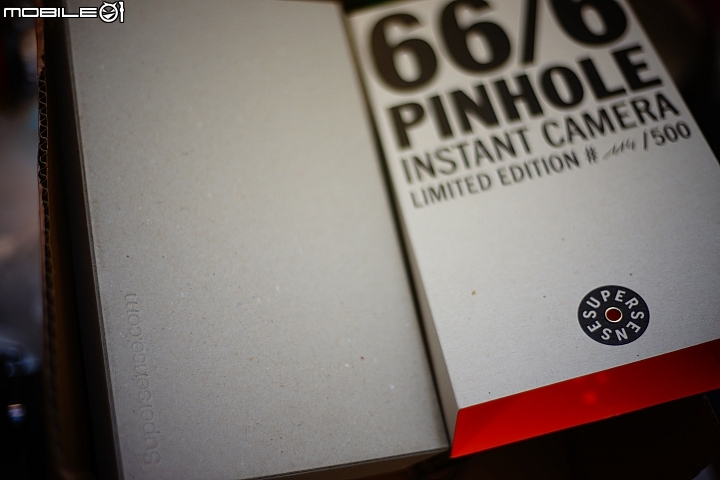 MOBILE01
66/6
PINHOLE
INSTANT CAMERA
LIMITED EDITION # /500
SUPERSENSE
Supersense.com